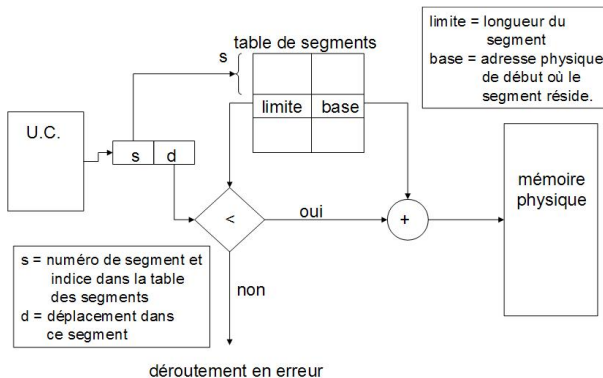 table de segments
s
limite = longueur du
segment
base = adresse physique
de début où le
segment réside.
U.C.
limite base
s d
mémoire
physique
<
oui
+
s = numéro de segment et
indice dans la table
des segments
d = déplacement dans
ce segment
non
déroutement en erreur